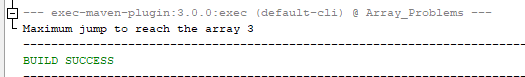 --- exec-maven-plugin:3.0.0:exec (default-cli) @ Array_Problems ---
Maximum jump to reach the array 3
------------------------------------------------------------------------
BUILD SUCCESS
------------------------------------------------------------------------